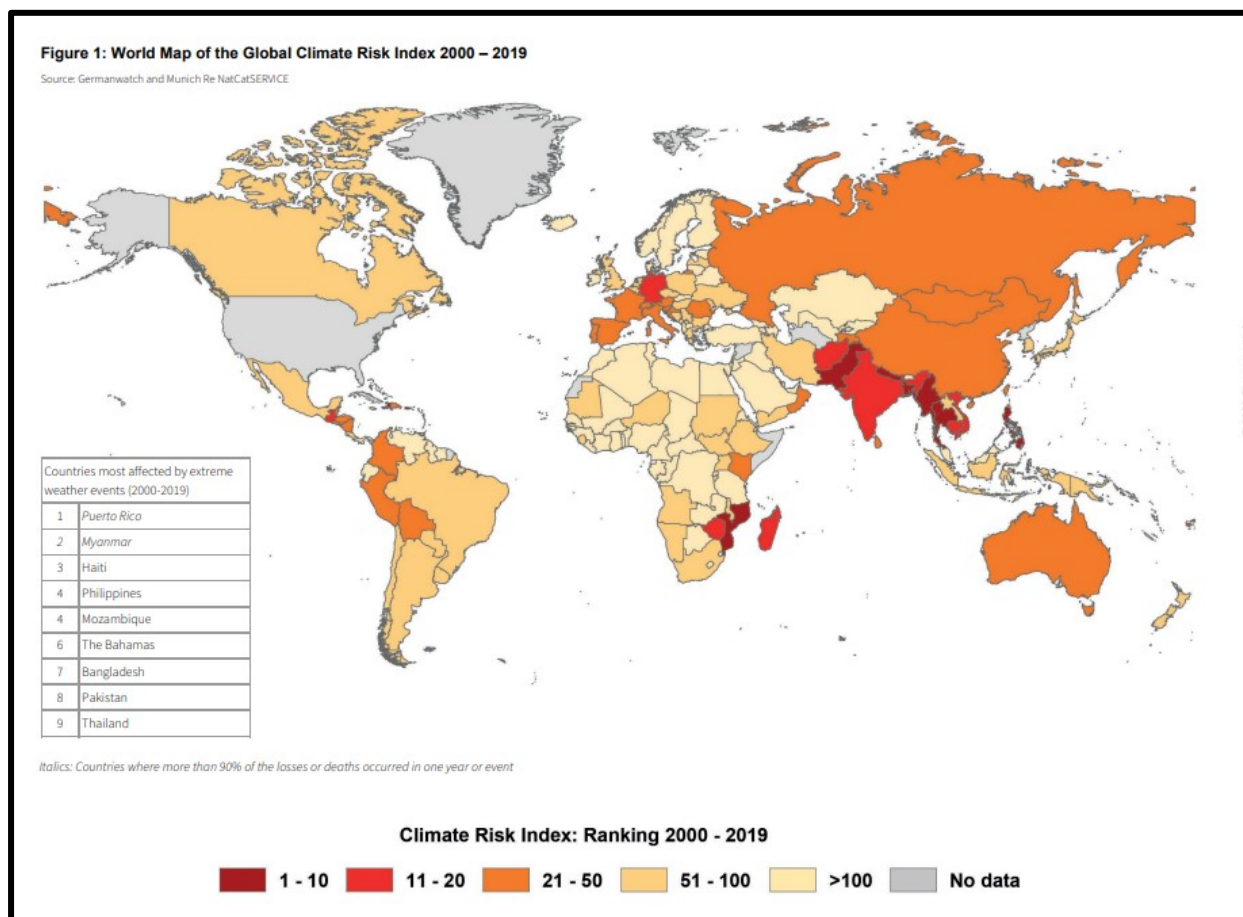 Figure 1: World Map of the Global Climate Risk Index 2000 – 2019
Source: Germanwatch and Munich Re NatCatSERVICE
Countries most affected by extreme
weather events (2000-2019)
1 Puerto Rico
2 Myanmar
3 Haiti
4 Philippines
4 Mozambique
6 The Bahamas
7 Bangladesh
8 Pakistan
9 Thailand
Italics: Countries where more than 90% of the losses or deaths occurred in one year or event
Climate Risk Index: Ranking 2000 - 2019
1 - 10 11 - 20 21 - 50 51 - 100 >100 No data